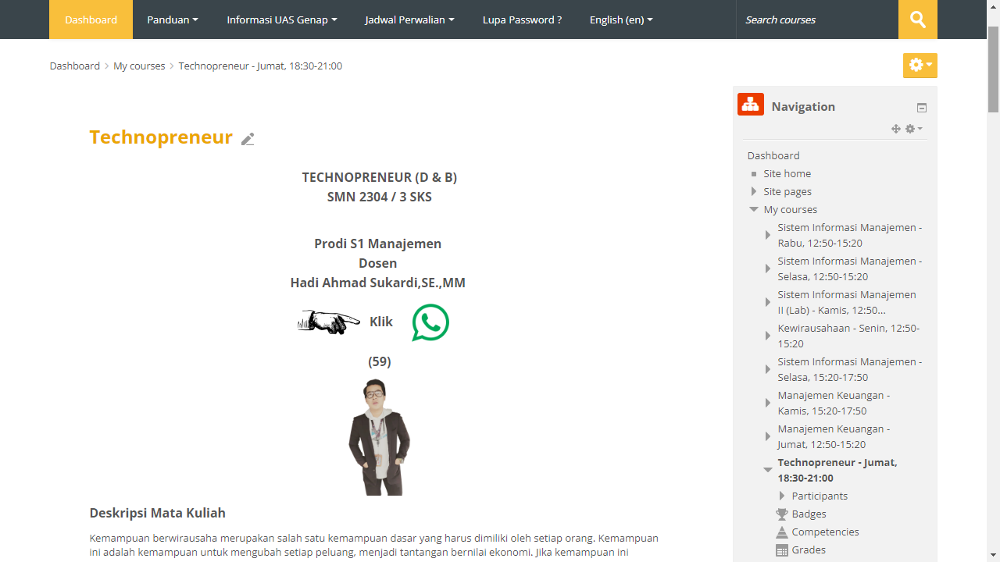 Dashboard
Panduan
Informasi UAS Genap
Jadwal Perwalian
Lupa Password ?
English (en)
Search courses
Dashboard
My courses
Technopreneur - Jumat, 18:30-21:00
Technopreneur
TECHNOPRENEUR (D & B)
SMN 2304 / 3 SKS
Prodi S1 Manajemen
Dosen
Hadi Ahmad Sukardi,SE.,MM
Klik
(59)
Deskripsi Mata Kuliah
Kemampuan berwirausaha merupakan salah satu kemampuan dasar yang harus dimiliki oleh setiap orang. Kemampuan
ini adalah kemampuan untuk mengubah setiap peluang, menjadi tantangan bernilai ekonomi. Jika kemampuan ini
Navigation
Dashboard
Site home
Site pages
My courses
Sistem Informasi Manajemen -
Rabu, 12:50-15:20
Sistem Informasi Manajemen -
Selasa, 12:50-15:20
Sistem Informasi Manajemen
II (Lab) - Kamis, 12:50...
Kewirausahaan - Senin, 12:50-
15:20
Sistem Informasi Manajemen -
Selasa, 15:20-17:50
Manajemen Keuangan -
Kamis, 15:20-17:50
Manajemen Keuangan -
Jumat, 12:50-15:20
Technopreneur - Jumat,
18:30-21:00
Participants
Badges
Competencies
Grades